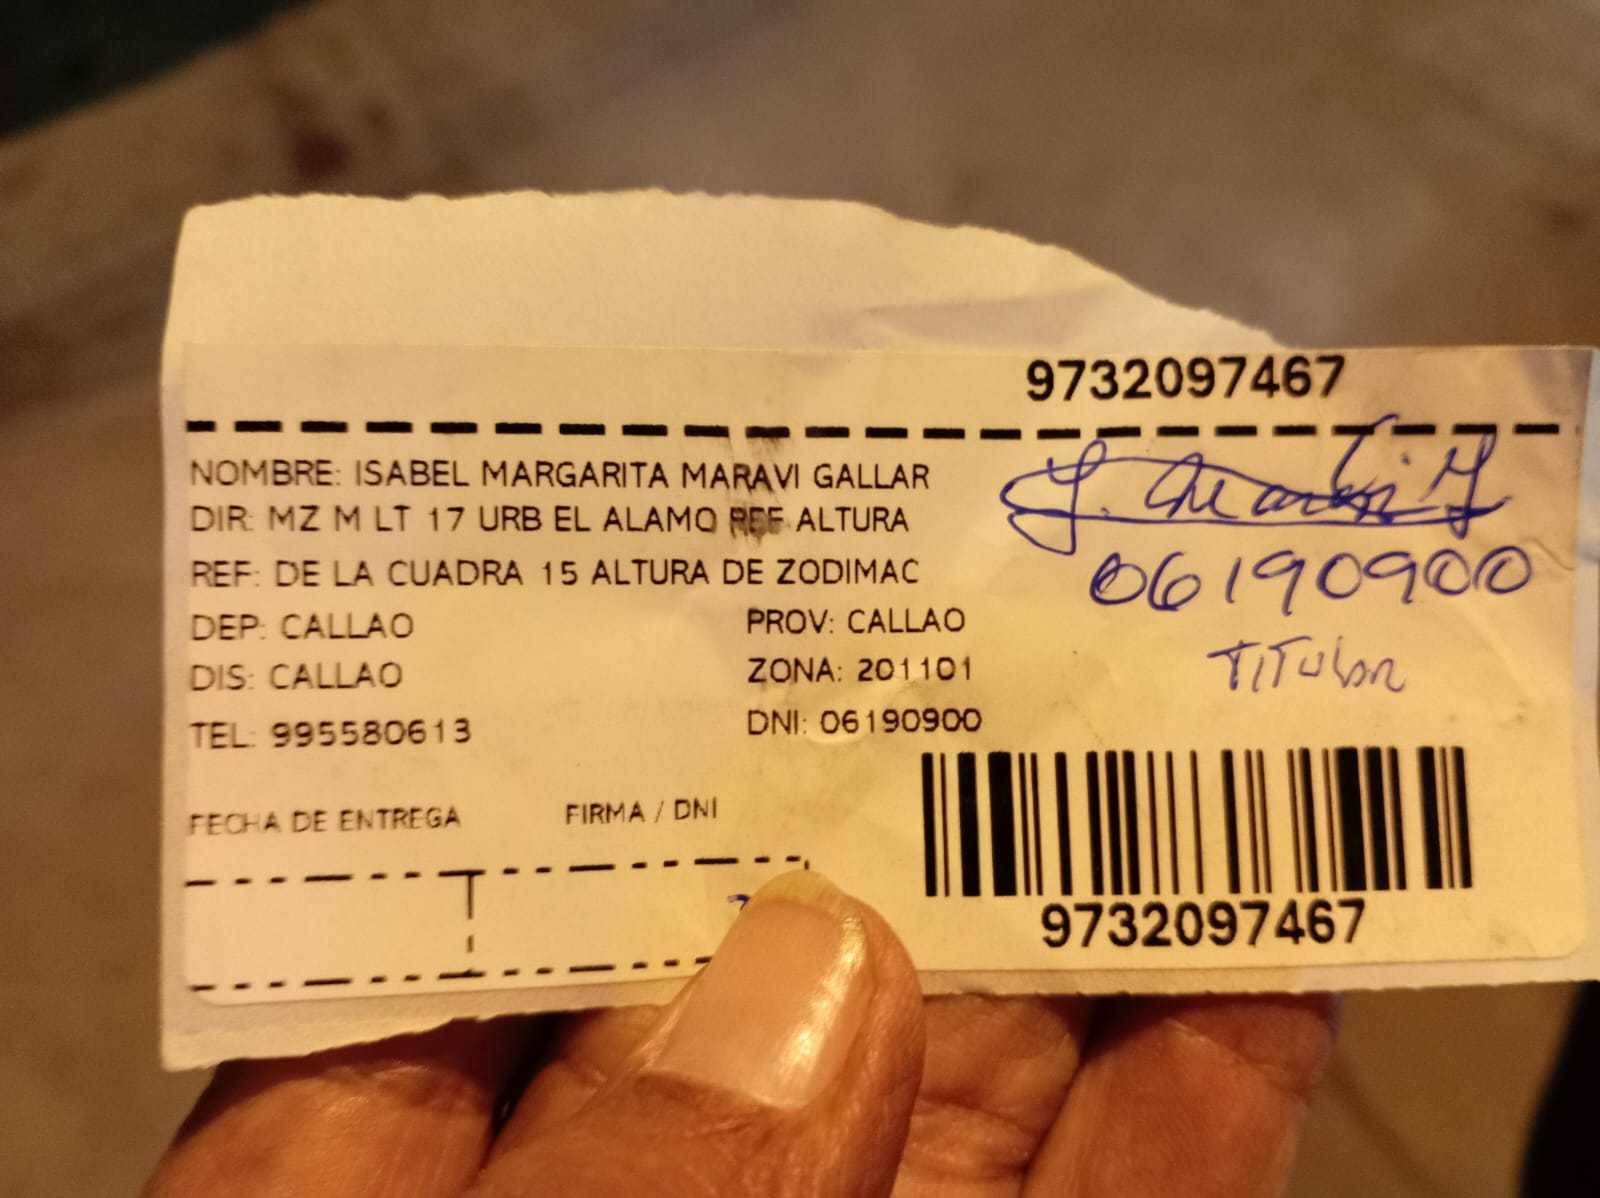 9732097467
NOMBRE: ISABEL MARGARITA MARAVI GALLAR
DIR: MZ M LT 17 URB EL ALAMO REF ALTURA
REF: DE LA CUADRA 15 ALTURA DE ZODIMAC
DEP: CALLAO PROV: CALLAO
DIS: CALLAO ZONA: 201101
TEL: 995580613 DNI: 06190900
06190900
Titular
FECHA DE ENTREGA FIRMA / DNI
9732097467